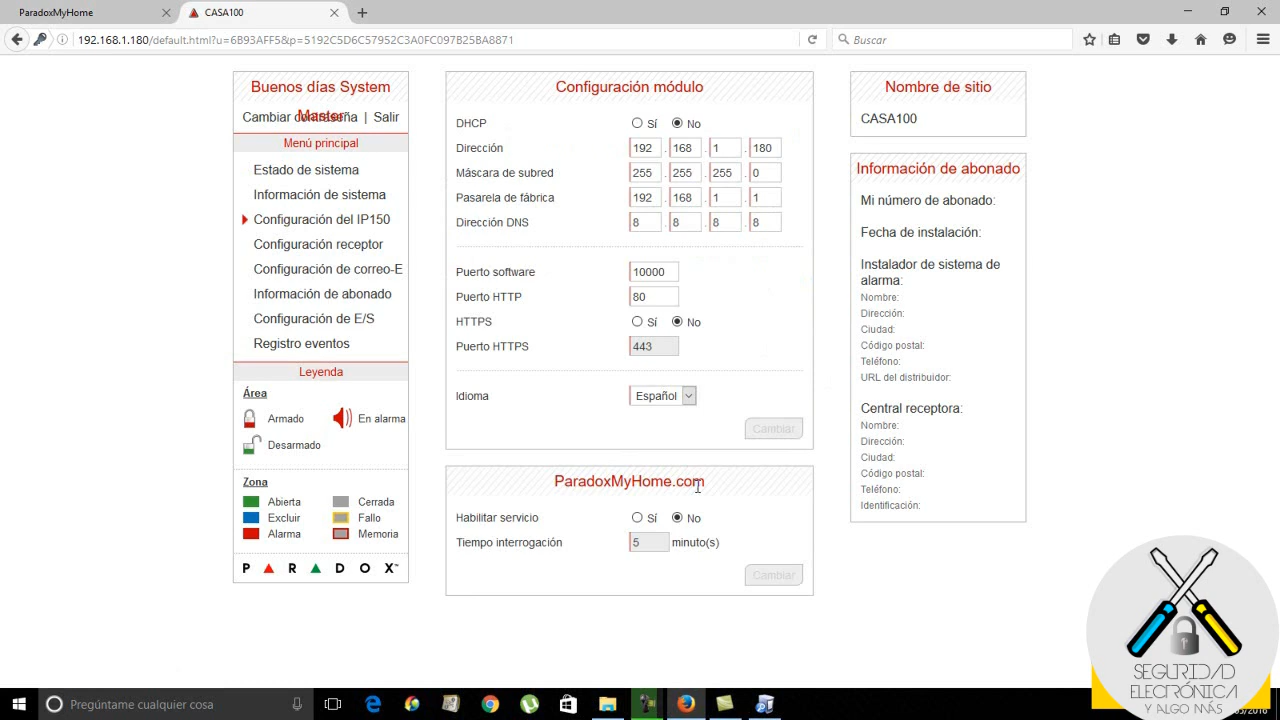 ParadoxMyHome
CASA100
192.168.1.180/default.html?u=6B93AFF5&p=5192C5D6C57952C3A0FC097B25BA8871
Buscar
Buenos días System
Master
Cambiar contraseña | Salir
Menú principal
Estado de sistema
Información de sistema
Configuración del IP150
Configuración receptor
Configuración de correo-E
Información de abonado
Configuración de E/S
Registro eventos
Leyenda
Área
Armado
En alarma
Desarmado
Zona
Abierta
Cerrada
Excluir
Fallo
Alarma
Memoria
PARADOX™
Configuración módulo
DHCP Sí No
Dirección 192 . 168 . 1 . 180
Máscara de subred 255 . 255 . 255 . 0
Pasarela de fábrica 192 . 168 . 1 . 1
Dirección DNS 8 . 8 . 8 . 8
Puerto software 10000
Puerto HTTP 80
HTTPS Sí No
Puerto HTTPS 443
Idioma Español
Cambiar
ParadoxMyHome.com
Habilitar servicio Sí No
Tiempo interrogación 5 minuto(s)
Cambiar
Nombre de sitio
CASA100
Información de abonado
Mi número de abonado:
Fecha de instalación:
Instalador de sistema de
alarma:
Nombre:
Dirección:
Ciudad:
Código postal:
Teléfono:
URL del distribuidor:
Central receptora:
Nombre:
Dirección:
Ciudad:
Código postal:
Teléfono:
Identificación:
Pregúntame cualquier cosa
SEGURIDAD
ELECTRÓNICA
Y ALGO MÁS